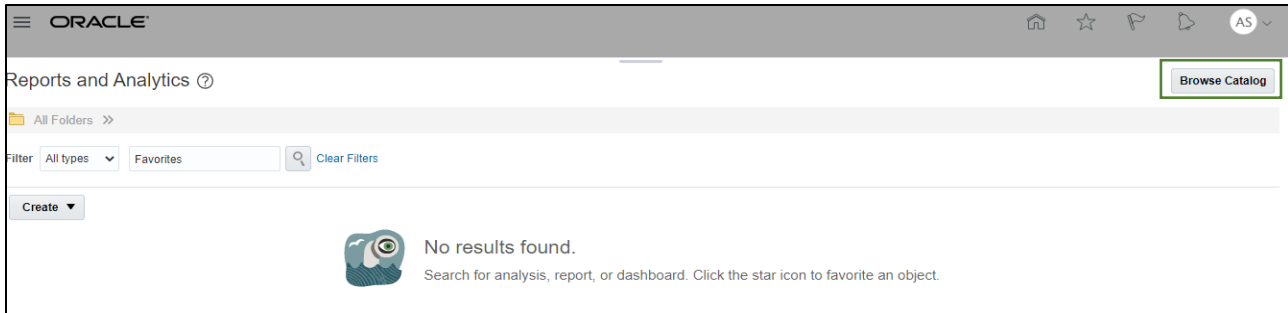 ORACLE
AS
Reports and Analytics ?
Browse Catalog
All Folders >>
Filter All types Favorites Clear Filters
Create
No results found.
Search for analysis, report, or dashboard. Click the star icon to favorite an object.